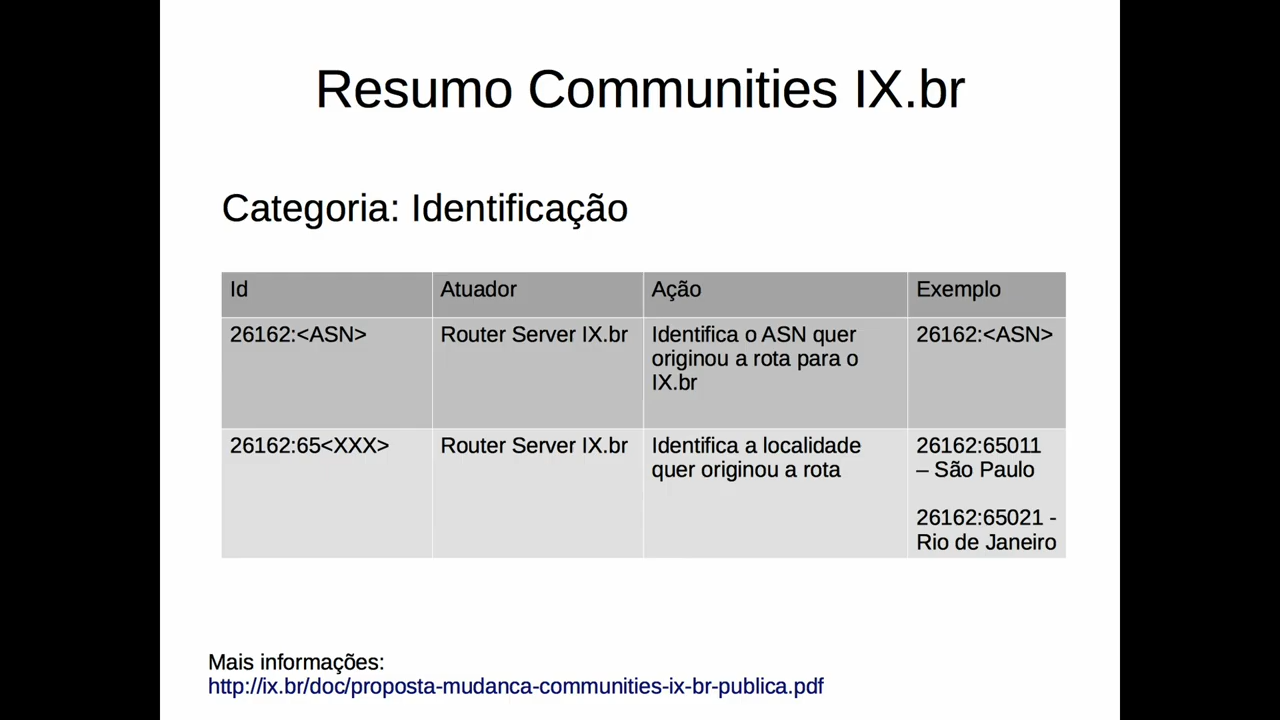 Resumo Communities IX.br
Categoria: Identificação
Id
Atuador
Ação
Exemplo
26162:<ASN>
Router Server IX.br
Identifica o ASN quer
originou a rota para o
IX.br
26162:<ASN>
26162:65<XXX>
Router Server IX.br
Identifica a localidade
quer originou a rota
26162:65011
– São Paulo
26162:65021 -
Rio de Janeiro
Mais informações:
http://ix.br/doc/proposta-mudanca-communities-ix-br-publica.pdf